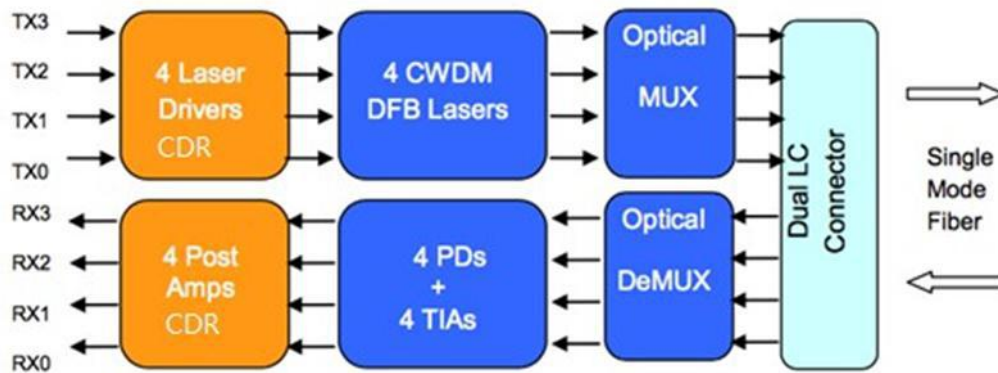 TX3
TX2
TX1
TX0
4 Laser
Drivers
CDR
4 CWDM
DFB Lasers
Optical
MUX
RX3
RX2
RX1
RX0
4 Post
Amps
CDR
4 PDs
+
4 TIAs
Optical
DeMUX
Dual LC
Connector
Single
Mode
Fiber